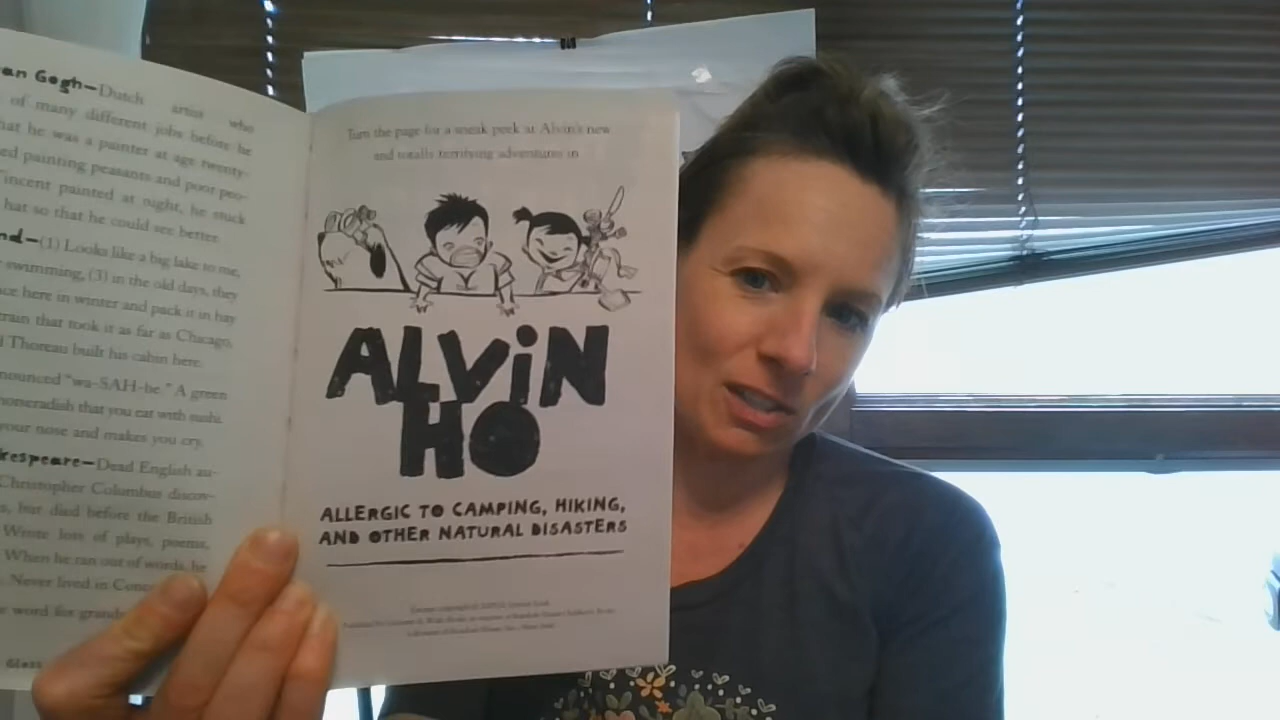 an Gogh—Dutch artist who
of many different jobs before he
hat he was a painter at age twenty-
ed painting peasants and poor peo-
Vincent painted at night, he stuck
hat so that he could see better.
nd—(1) Looks like a big lake to me,
swimming, (3) in the old days, they
ce here in winter and pack it in hay
train that took it as far as Chicago,
Thoreau built his cabin here.
nounced "wa-SAH-be." A green
horseradish that you eat with sushi.
your nose and makes you cry.
kespeare—Dead English au-
Christopher Columbus discov-
s, but died before the British
Wrote lots of plays, poems,
When he ran out of words, he
Never lived in Conc
word for grand
Gloss
Turn the page for a sneak peek at Alvin's new
and totally terrifying adventures in
ALViN
HO
ALLERGIC TO CAMPING, HIKING,
AND OTHER NATURAL DISASTERS